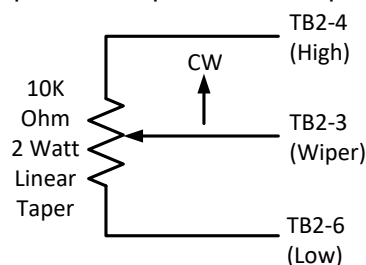 TB2-4
(High)
CW
10K
Ohm
2 Watt
Linear
Taper
TB2-3
(Wiper)
TB2-6
(Low)